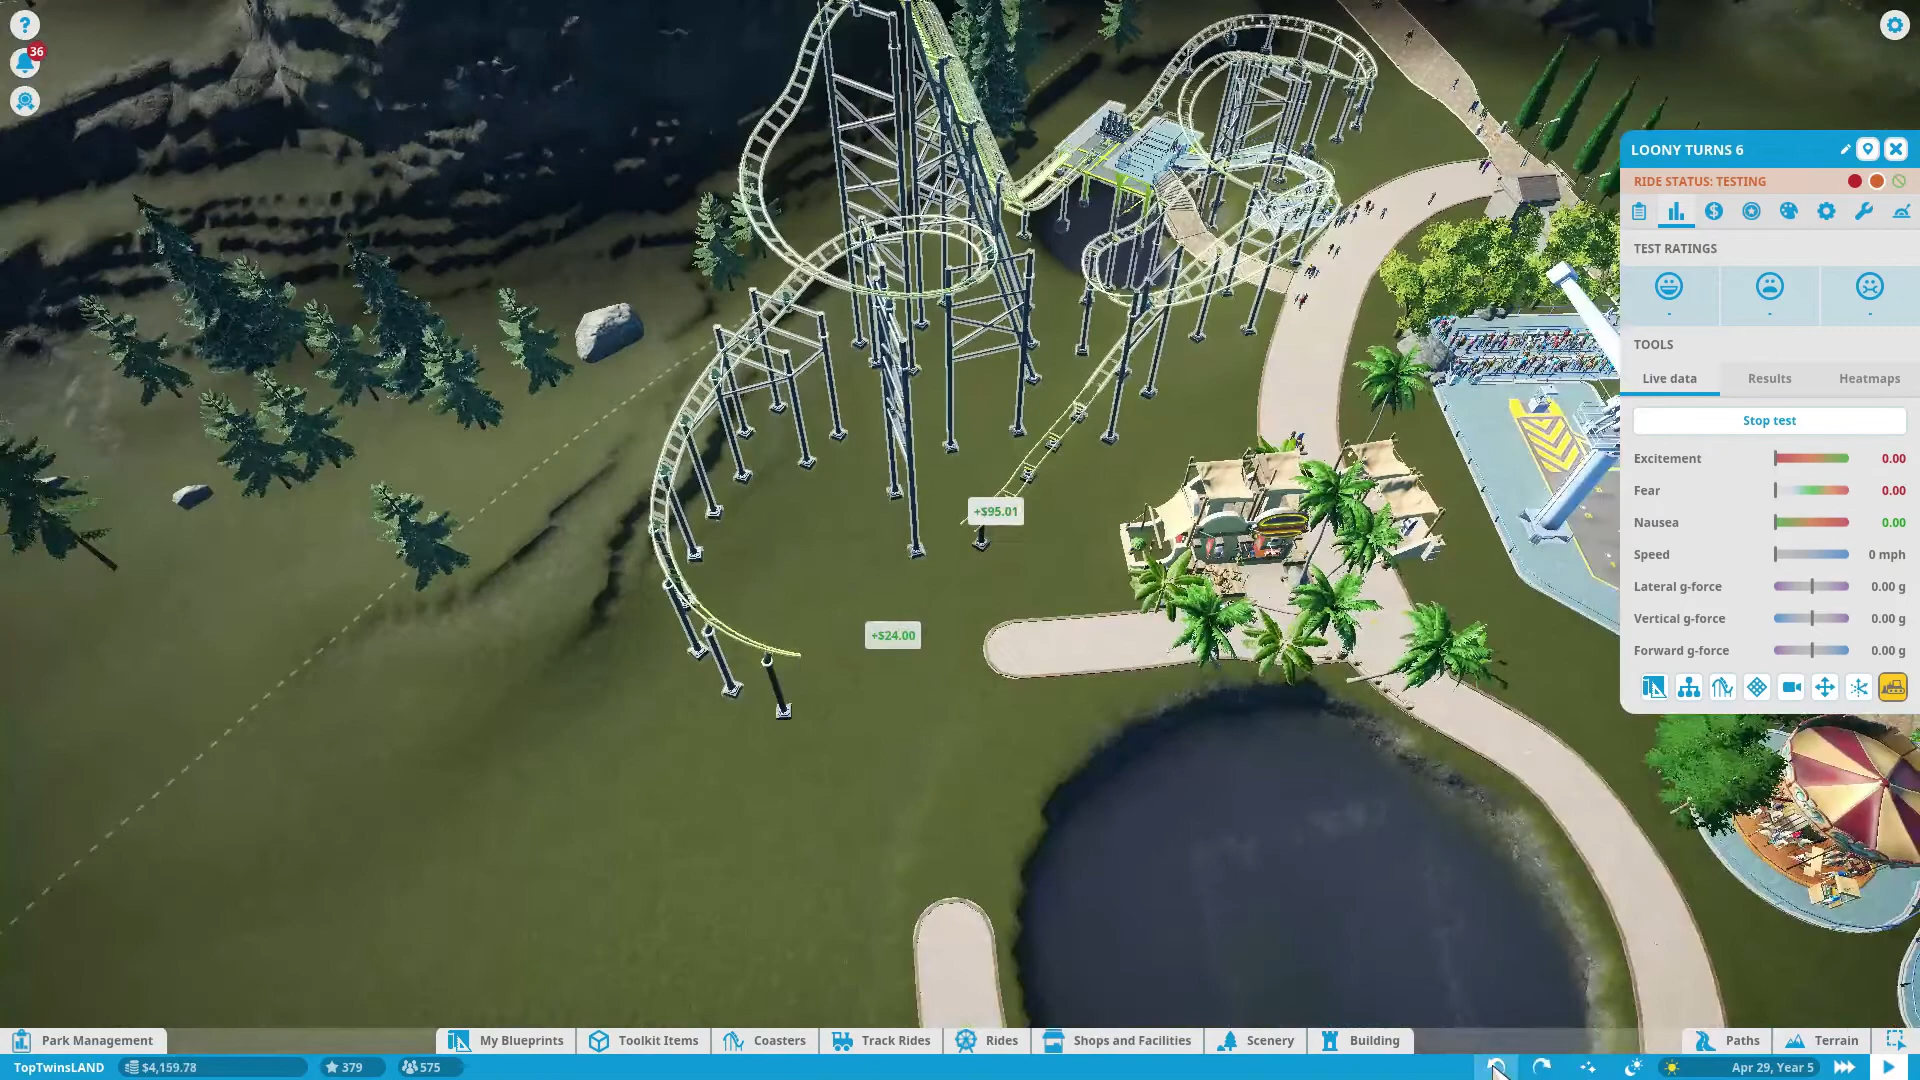 ?
36
LOONY TURNS 6
RIDE STATUS: TESTING
TEST RATINGS
- - -
TOOLS
Live data Results Heatmaps
Stop test
Excitement 0.00
Fear 0.00
Nausea 0.00
Speed 0 mph
Lateral g-force 0.00 g
Vertical g-force 0.00 g
Forward g-force 0.00 g
+$95.01
+$24.00
Park Management My Blueprints Toolkit Items Coasters Track Rides Rides Shops and Facilities Scenery Building Paths Terrain
TopTwinsLAND $4,159.78 379 575 Apr 29, Year 5